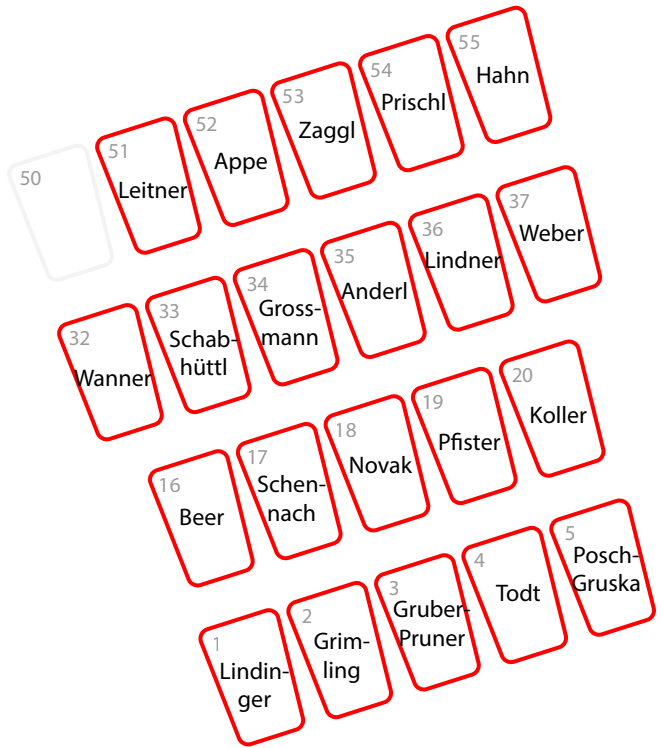 50
51
Leitner
52
Appe
53
Zaggl
54
Prischl
55
Hahn
32
Wanner
33
Schab-
hüttl
34
Gross-
mann
35
Anderl
36
Lindner
37
Weber
16
Beer
17
Schen-
nach
18
Novak
19
Pfister
20
Koller
1
Lindin-
ger
2
Grim-
ling
3
Gruber-
Pruner
4
Todt
5
Posch-
Gruska